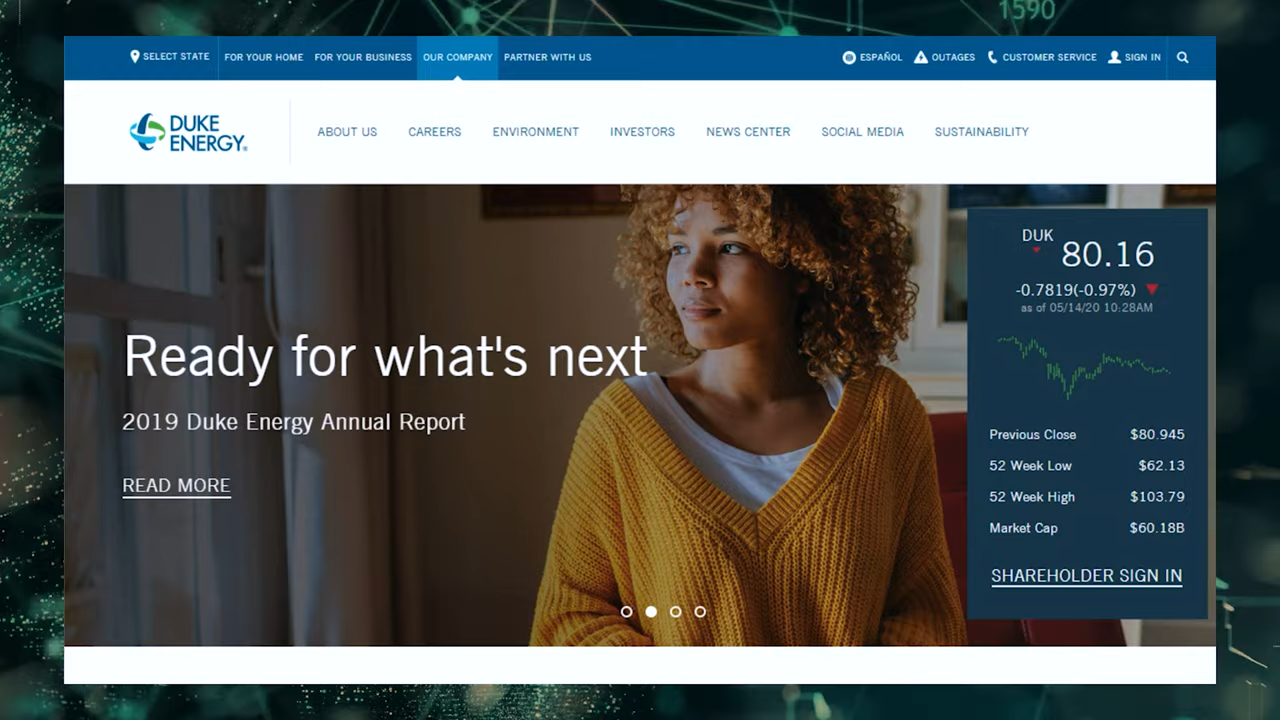 1590
SELECT STATE FOR YOUR HOME FOR YOUR BUSINESS OUR COMPANY PARTNER WITH US ESPAÑOL OUTAGES CUSTOMER SERVICE SIGN IN
DUKE
ENERGY®
ABOUT US CAREERS ENVIRONMENT INVESTORS NEWS CENTER SOCIAL MEDIA SUSTAINABILITY
Ready for what's next
2019 Duke Energy Annual Report
READ MORE
DUK
80.16
-0.7819(-0.97%)
as of 05/14/20 10:28AM
Previous Close $80.945
52 Week Low $62.13
52 Week High $103.79
Market Cap $60.18B
SHAREHOLDER SIGN IN